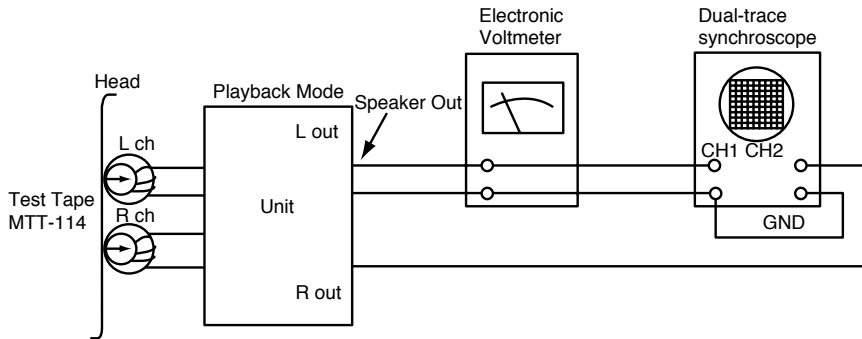 Electronic
Voltmeter
Dual-trace
synchroscope
Head
Playback Mode
Speaker Out
L out
L ch
CH1 CH2
Test Tape
MTT-114
R ch
Unit
GND
R out